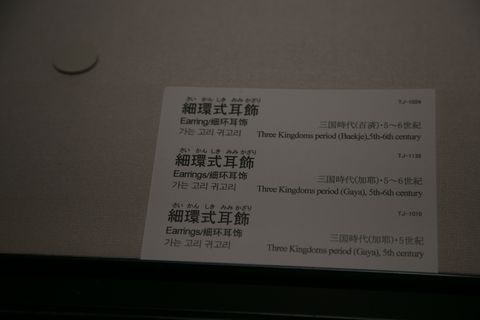 さい かん しき みみ かざり
細環式耳飾
TJ-1024
Earring/细环耳饰
가는 고리 귀고리
三国時代(百済)・5～6世紀
Three Kingdoms period (Baekje),5th-6th century
さい かん しき みみ かざり
細環式耳飾
TJ-1135
Earrings/细环耳饰
가는 고리 귀고리
三国時代(加耶)・5～6世紀
Three Kingdoms period (Gaya), 5th-6th century
さい かん しき みみ かざり
細環式耳飾
TJ-1010
Earrings/细环耳饰
가는 고리 귀고리
三国時代(加耶)・5世紀
Three Kingdoms period (Gaya), 5th century